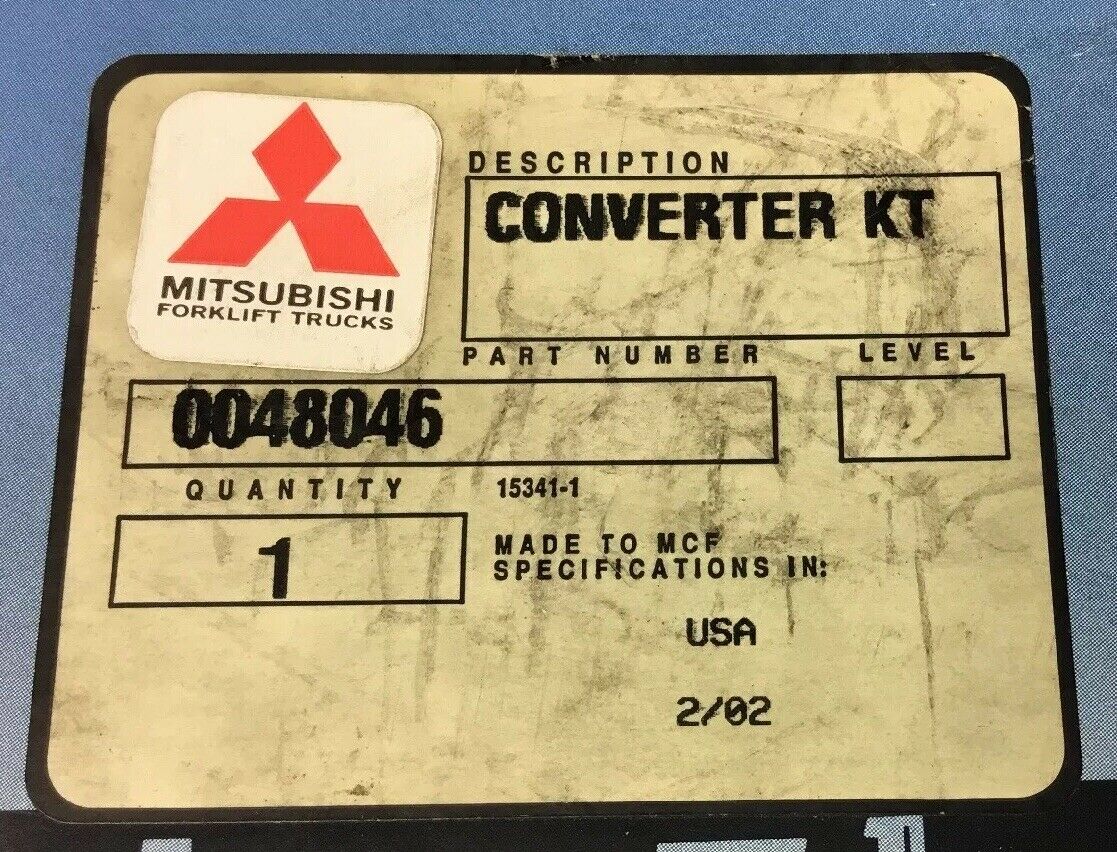 MITSUBISHI
FORKLIFT TRUCKS
DESCRIPTION
CONVERTER KT
PART NUMBER LEVEL
0048046
QUANTITY 15341-1
1
MADE TO MCF
SPECIFICATIONS IN:
USA
2/02